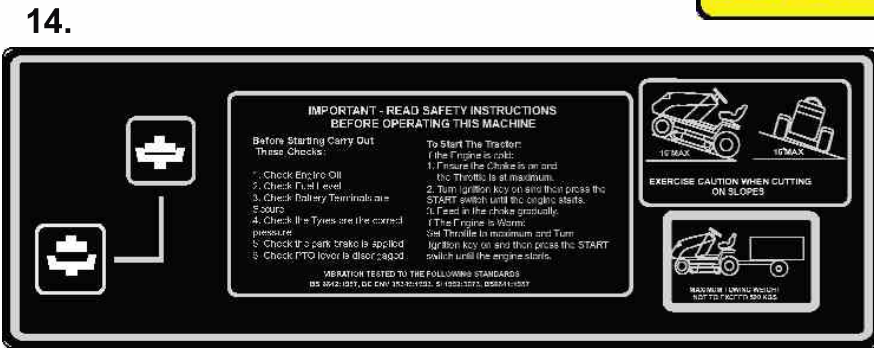 14.
IMPORTANT - READ SAFETY INSTRUCTIONS
BEFORE OPERATING THIS MACHINE
Before Starting Carry Out
These Checks:
1. Check Engine Oil
2. Check Fuel Level
3. Check Battery Terminals are
Secure
4. Check the Tyres are the correct
pressure
5. Check the park brake is applied
6. Check PTO lever is disengaged
To Start The Tractor:
If the Engine is cold:
1. Ensure the Choke is on and
the Throttle is at maximum.
2. Turn Ignition key on and then press the
START switch until the engine starts.
3. Feed in the choke gradually.
If The Engine is Warm:
Set Throttle to maximum and Turn
Ignition key on and then press the START
switch until the engine starts.
VIBRATION TESTED TO THE FOLLOWING STANDARDS
MAX
MAX
EXERCISE CAUTION WHEN CUTTING
ON SLOPES
MAXIMUM TOWING WEIGHT
NOT TO EXCEED KGS